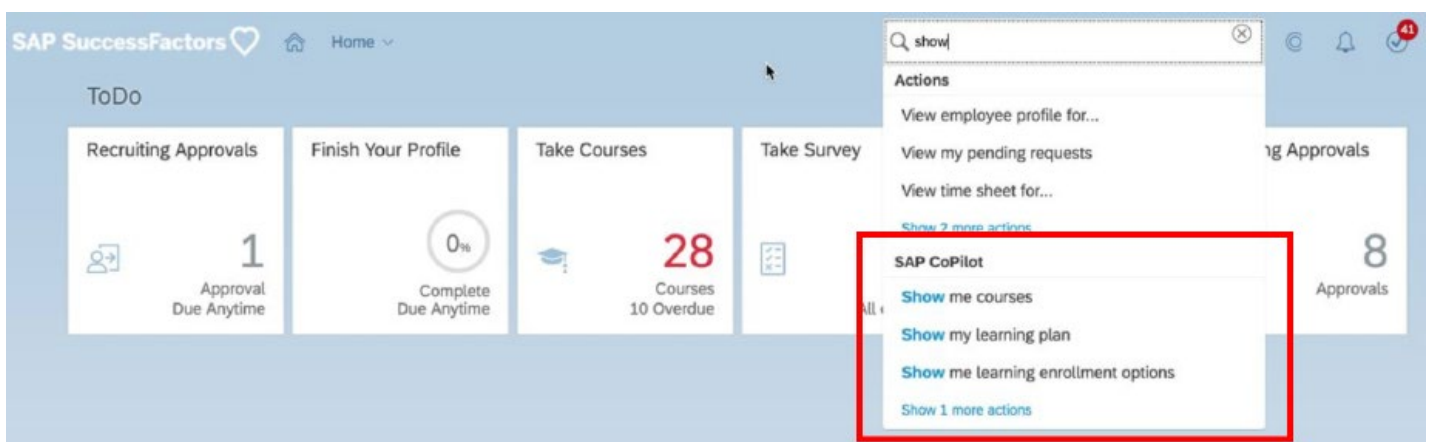 SAP SuccessFactors Home show 41
ToDo
Actions
View employee profile for...
View my pending requests
View time sheet for...
Show 2 more actions
SAP CoPilot
Show me courses
Show my learning plan
Show me learning enrollment options
Show 1 more actions
Recruiting Approvals
1
Approval
Due Anytime
Finish Your Profile
0%
Complete
Due Anytime
Take Courses
28
Courses
10 Overdue
Take Survey
All
ng Approvals
8
Approvals